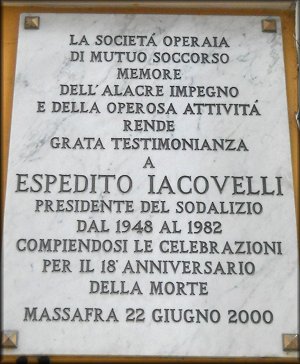 LA SOCIETÁ OPERAIA
DI MUTUO SOCCORSO
MEMORE
DELL'ALACRE IMPEGNO
E DELLA OPEROSA ATTIVITÁ
RENDE
GRATA TESTIMONIANZA
A
ESPEDITO IACOVELLI
PRESIDENTE DEL SODALIZIO
DAL 1948 AL 1982
COMPIENDOSI LE CELEBRAZIONI
PER IL 18° ANNIVERSARIO
DELLA MORTE
MASSAFRA 22 GIUGNO 2000